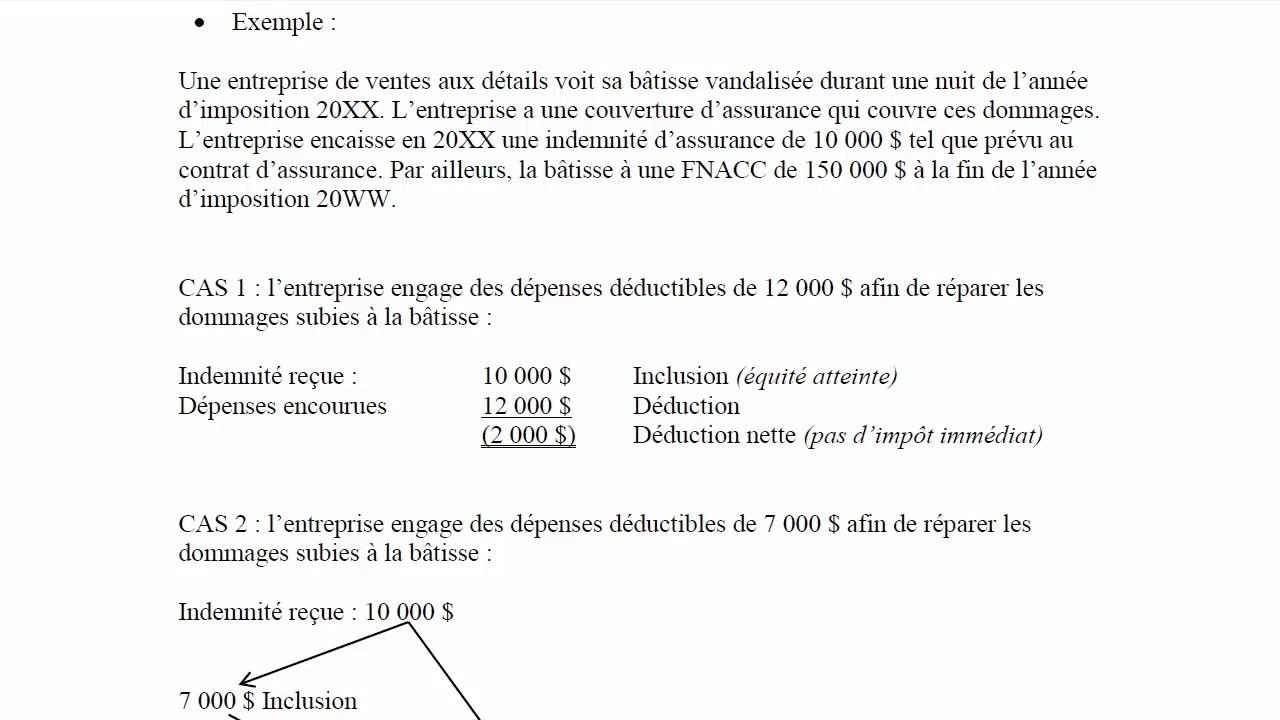 • Exemple :
Une entreprise de ventes aux détails voit sa bâtisse vandalisée durant une nuit de l’année
d’imposition 20XX. L’entreprise a une couverture d’assurance qui couvre ces dommages.
L’entreprise encaisse en 20XX une indemnité d’assurance de 10 000 $ tel que prévu au
contrat d’assurance. Par ailleurs, la bâtisse à une FNACC de 150 000 $ à la fin de l’année
d’imposition 20WW.
CAS 1 : l’entreprise engage des dépenses déductibles de 12 000 $ afin de réparer les
dommages subies à la bâtisse :
Indemnité reçue : 10 000 $ Inclusion (équité atteinte)
Dépenses encourues 12 000 $ Déduction
(2 000 $) Déduction nette (pas d’impôt immédiat)
CAS 2 : l’entreprise engage des dépenses déductibles de 7 000 $ afin de réparer les
dommages subies à la bâtisse :
Indemnité reçue : 10 000 $
7 000 $ Inclusion